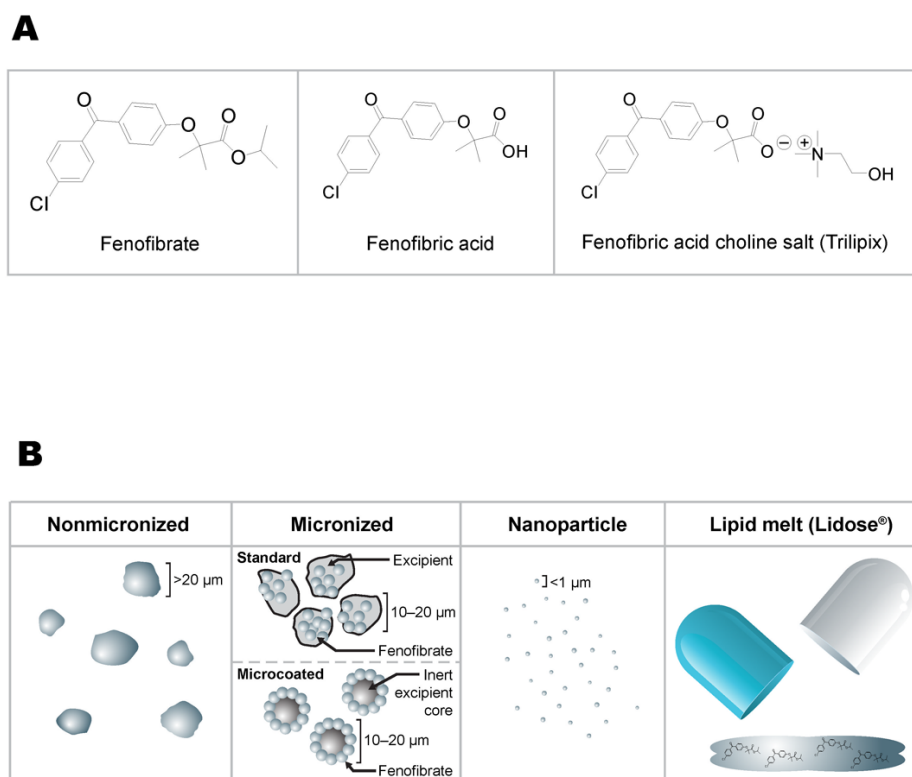 A
O
O
O
O
Cl
Fenofibrate
O
O
O
OH
Cl
Fenofibric acid
O
O
O
O
− +
N
OH
Cl
Fenofibric acid choline salt (Trilipix)
B
Nonmicronized
>20 μm
Micronized
Standard
Excipient
10–20 μm
Fenofibrate
Microcoated
Inert
excipient
core
10–20 μm
Fenofibrate
Nanoparticle
<1 μm
Lipid melt (Lidose®)